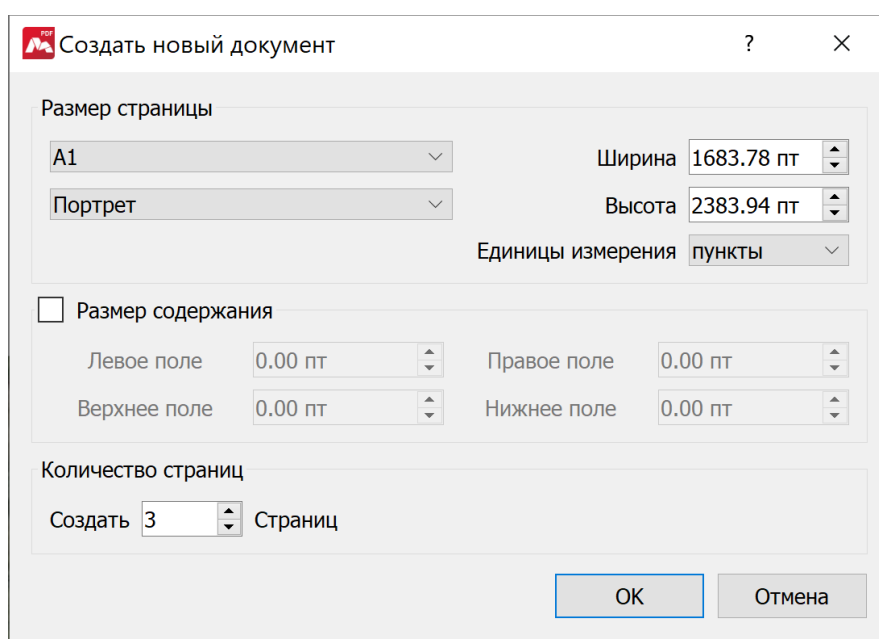 PDF
Создать новый документ ?
Размер страницы
A1
Ширина 1683.78 пт
Портрет
Высота 2383.94 пт
Единицы измерения пункты
Размер содержания
Левое поле 0.00 пт Правое поле 0.00 пт
Верхнее поле 0.00 пт Нижнее поле 0.00 пт
Количество страниц
Создать 3 Страниц
OK Отмена